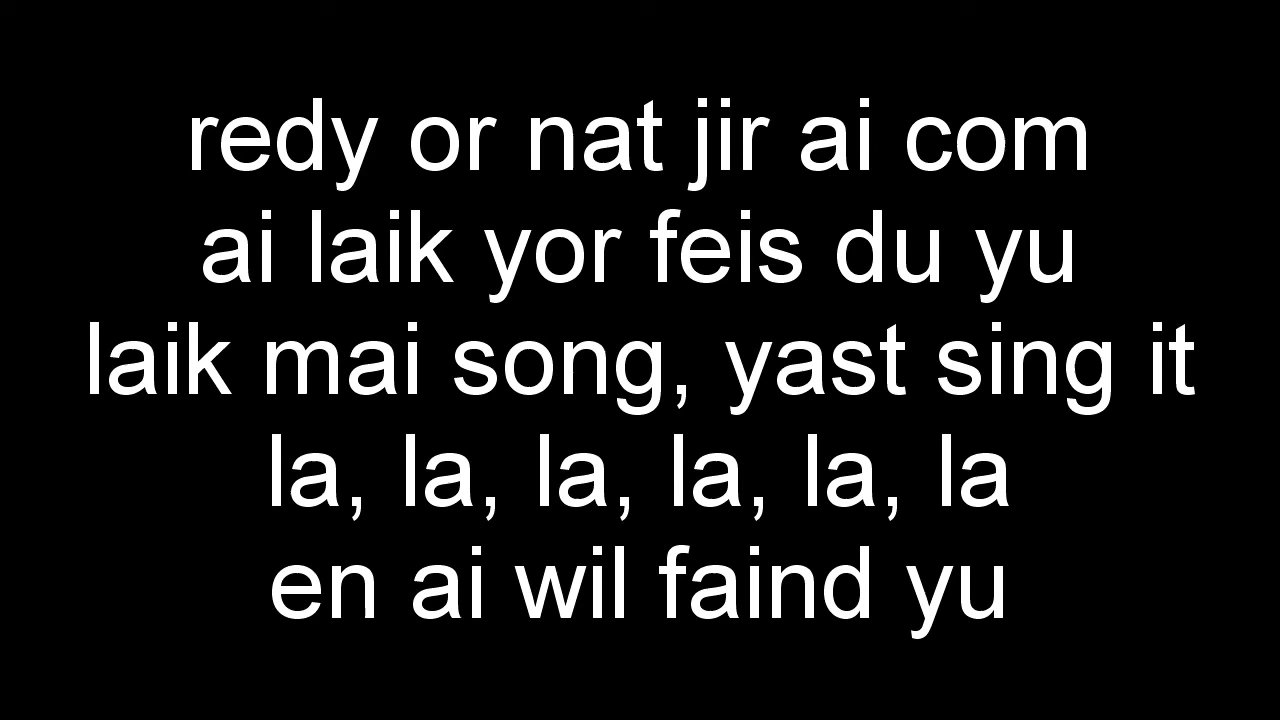 redy or nat jir ai com
ai laik yor feis du yu
laik mai song, yast sing it
la, la, la, la, la, la
en ai wil faind yu